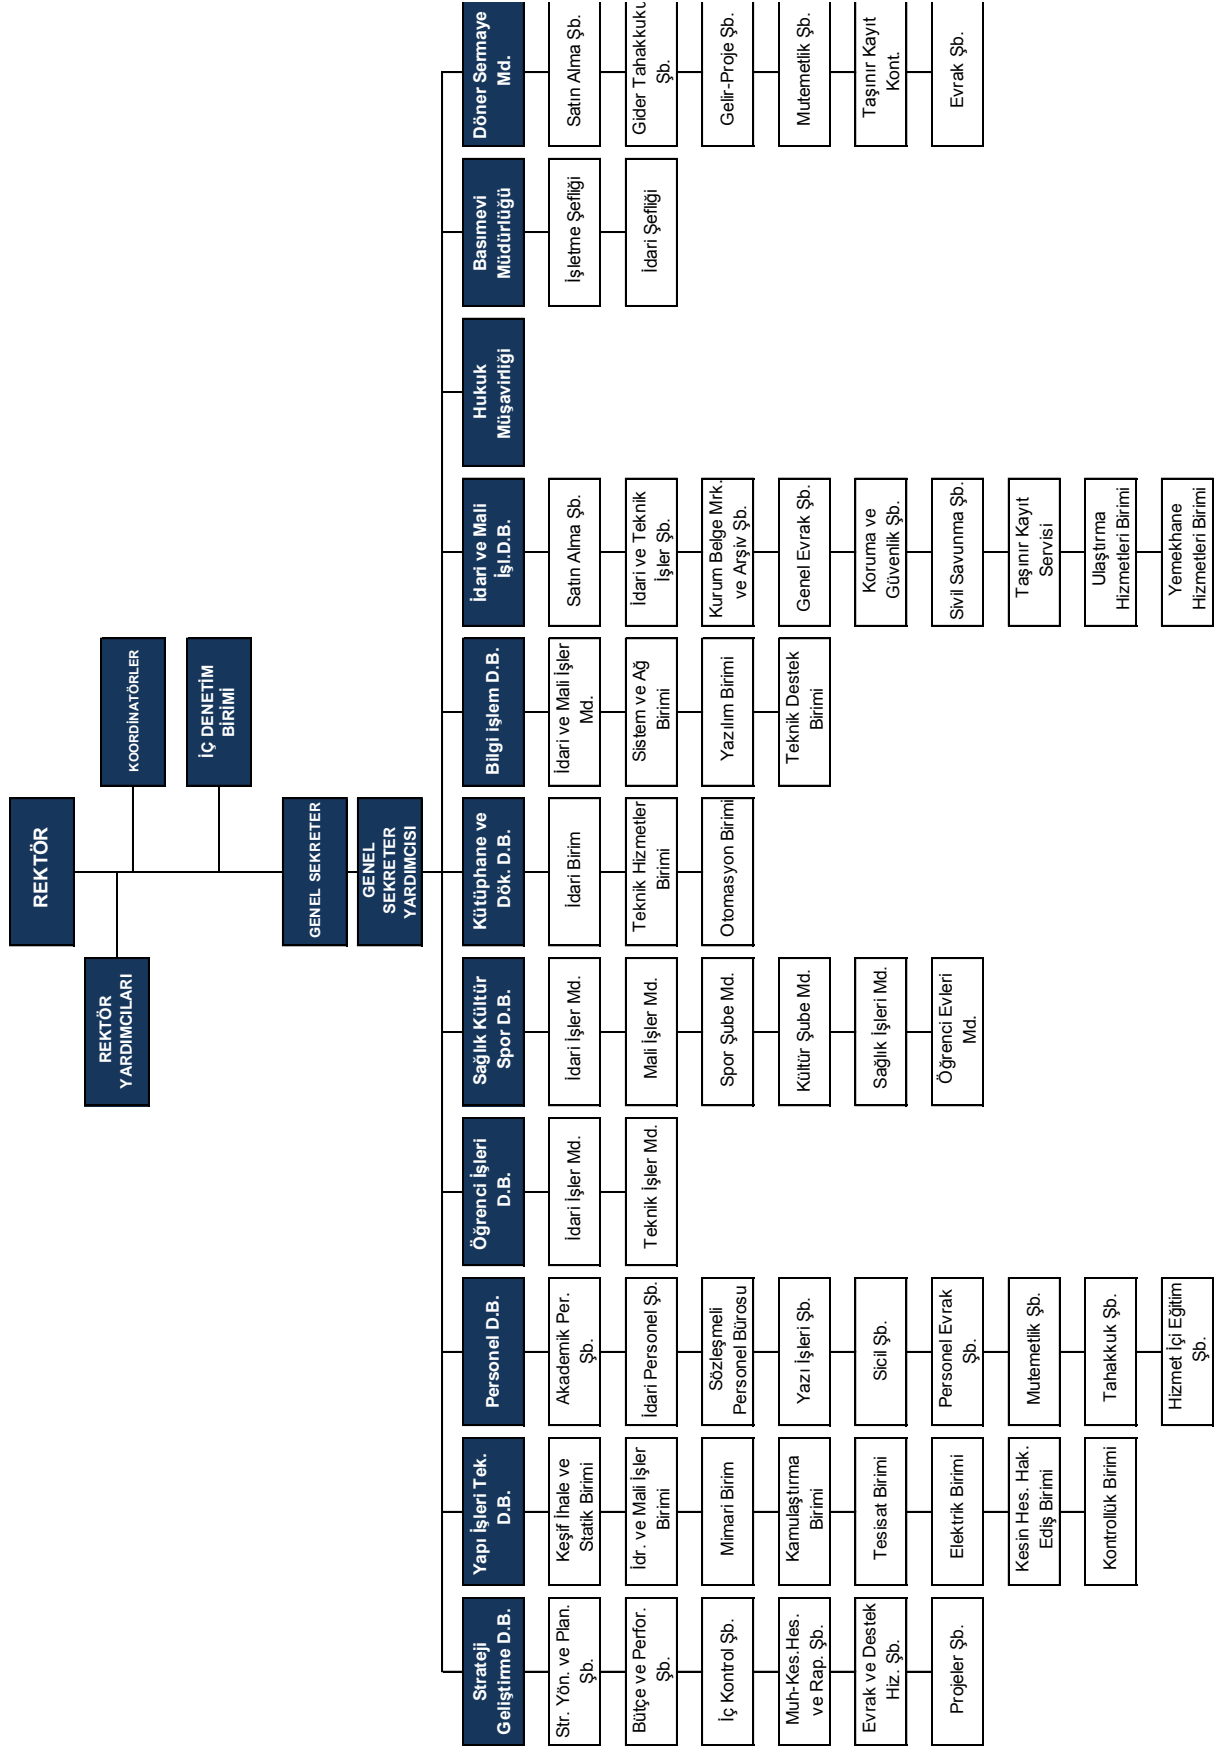 REKTÖR
REKTÖR
YARDIMCILARI
KOORDİNATÖRLER
İÇ DENETİM
BİRİMİ
GENEL SEKRETER
GENEL
SEKRETER
YARDIMCISI
Strateji
Geliştirme D.B.
Str. Yön. ve Plan.
Şb.
Bütçe ve Perfor.
Şb.
İç Kontrol Şb.
Muh-Kes.Hes.
ve Rap. Şb.
Evrak ve Destek
Hiz. Şb.
Projeler Şb.
Yapı İşleri Tek.
D.B.
Keşif İhale ve
Statik Birimi
İdr. ve Mali İşler
Birimi
Mimari Birim
Kamulaştırma
Birimi
Tesisat Birimi
Elektrik Birimi
Kesin Hes. Hak.
Ediş Birimi
Kontrollük Birimi
Personel D.B.
Akademik Per.
Şb.
İdari Personel Şb.
Sözleşmeli
Personel Bürosu
Yazı İşleri Şb.
Sicil Şb.
Personel Evrak
Şb.
Mutemetlik Şb.
Tahakkuk Şb.
Hizmet İçi Eğitim
Şb.
Öğrenci İşleri
D.B.
İdari İşler Md.
Teknik İşler Md.
Sağlık Kültür
Spor D.B.
İdari İşler Md.
Mali İşler Md.
Spor Şube Md.
Kültür Şube Md.
Sağlık İşleri Md.
Öğrenci Evleri
Md.
Kütüphane ve
Dök. D.B.
İdari Birim
Teknik Hizmetler
Birimi
Otomasyon Birimi
Bilgi işlem D.B.
İdari ve Mali İşler
Md.
Sistem ve Ağ
Birimi
Yazılım Birimi
Teknik Destek
Birimi
İdari ve Mali
İşl.D.B.
Satın Alma Şb.
İdari ve Teknik
İşler Şb.
Kurum Belge Mrk.
ve Arşiv Şb.
Genel Evrak Şb.
Koruma ve
Güvenlik Şb.
Sivil Savunma Şb.
Taşınır Kayıt
Servisi
Ulaştırma
Hizmetleri Birimi
Yemekhane
Hizmetleri Birimi
Hukuk
Müşavirliği
Basımevi
Müdürlüğü
İşletme Şefliği
İdari Şefliği
Döner Sermaye
Md.
Satın Alma Şb.
Gider Tahakkuku
Şb.
Gelir-Proje Şb.
Mutemetlik Şb.
Taşınır Kayıt
Kont.
Evrak Şb.